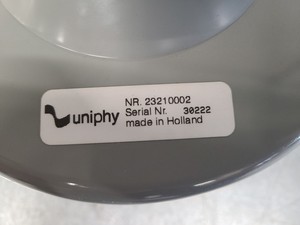 uniphy
NR. 23210002
Serial Nr. 30222
made in Holland